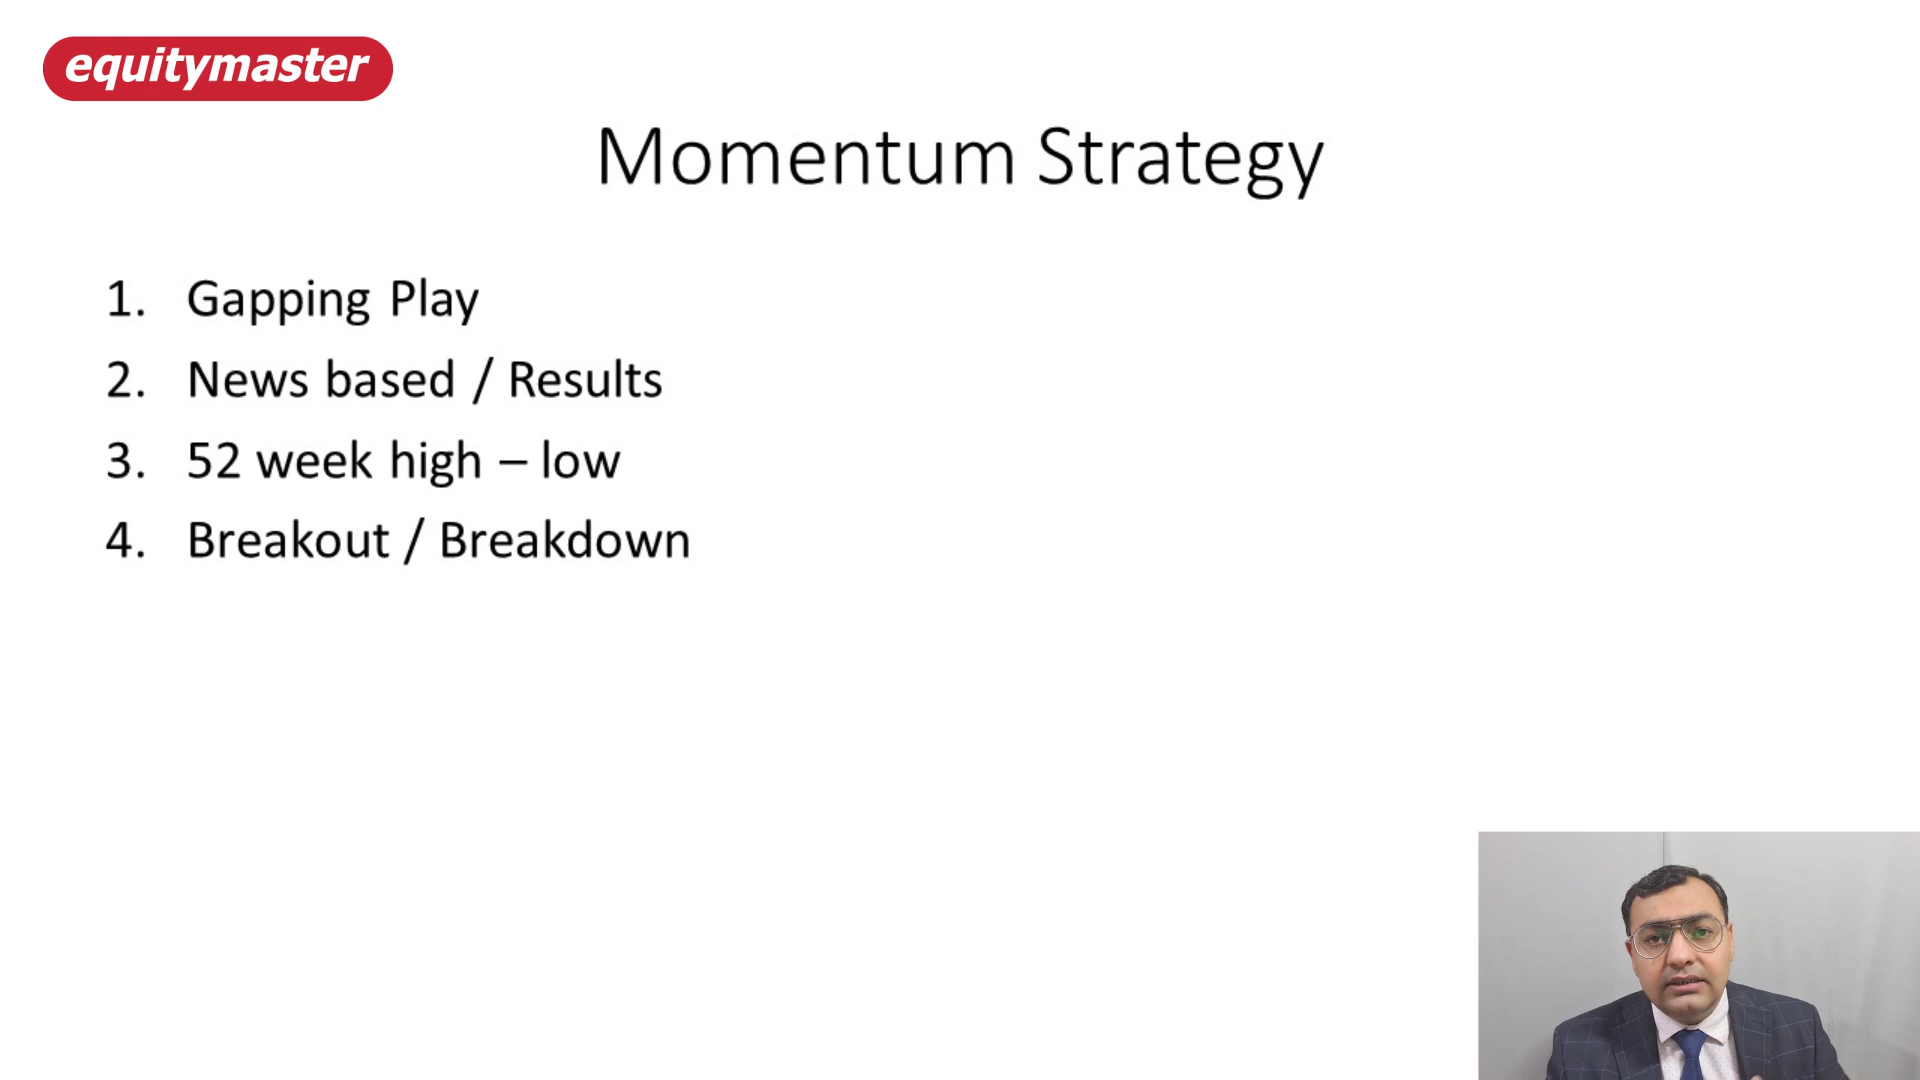 equitymaster
Momentum Strategy
1. Gapping Play
2. News based / Results
3. 52 week high – low
4. Breakout / Breakdown